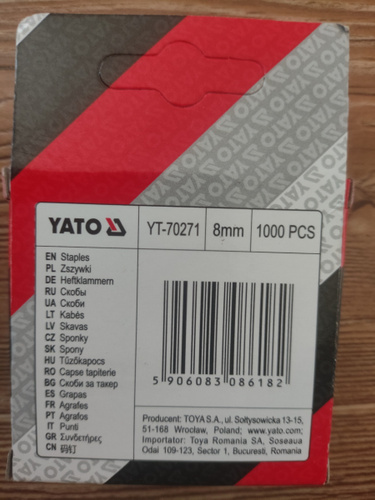 YATO YT-70271 8mm 1000 PCS
EN Staples
PL Zszywki
DE Heftklammern
RU Скобы
UA Скоби
LT Kabės
LV Skavas
CZ Sponky
SK Spony
HU Tűzőkapocs
RO Capse tapiterie
BG Скоби за такер
ES Grapas
FR Agrafes
PT Agrafos
IT Punti
GR Συνδετήρες
CN 码钉
5 906083 086182
Producent: TOYA S.A., ul. Sołtysowicka 13-15,
51-168 Wrocław, Poland; www.yato.com;
Importator: Toya Romania SA, Soseaua
Odai 109-123, Sector 1, Bucuresti, Romania